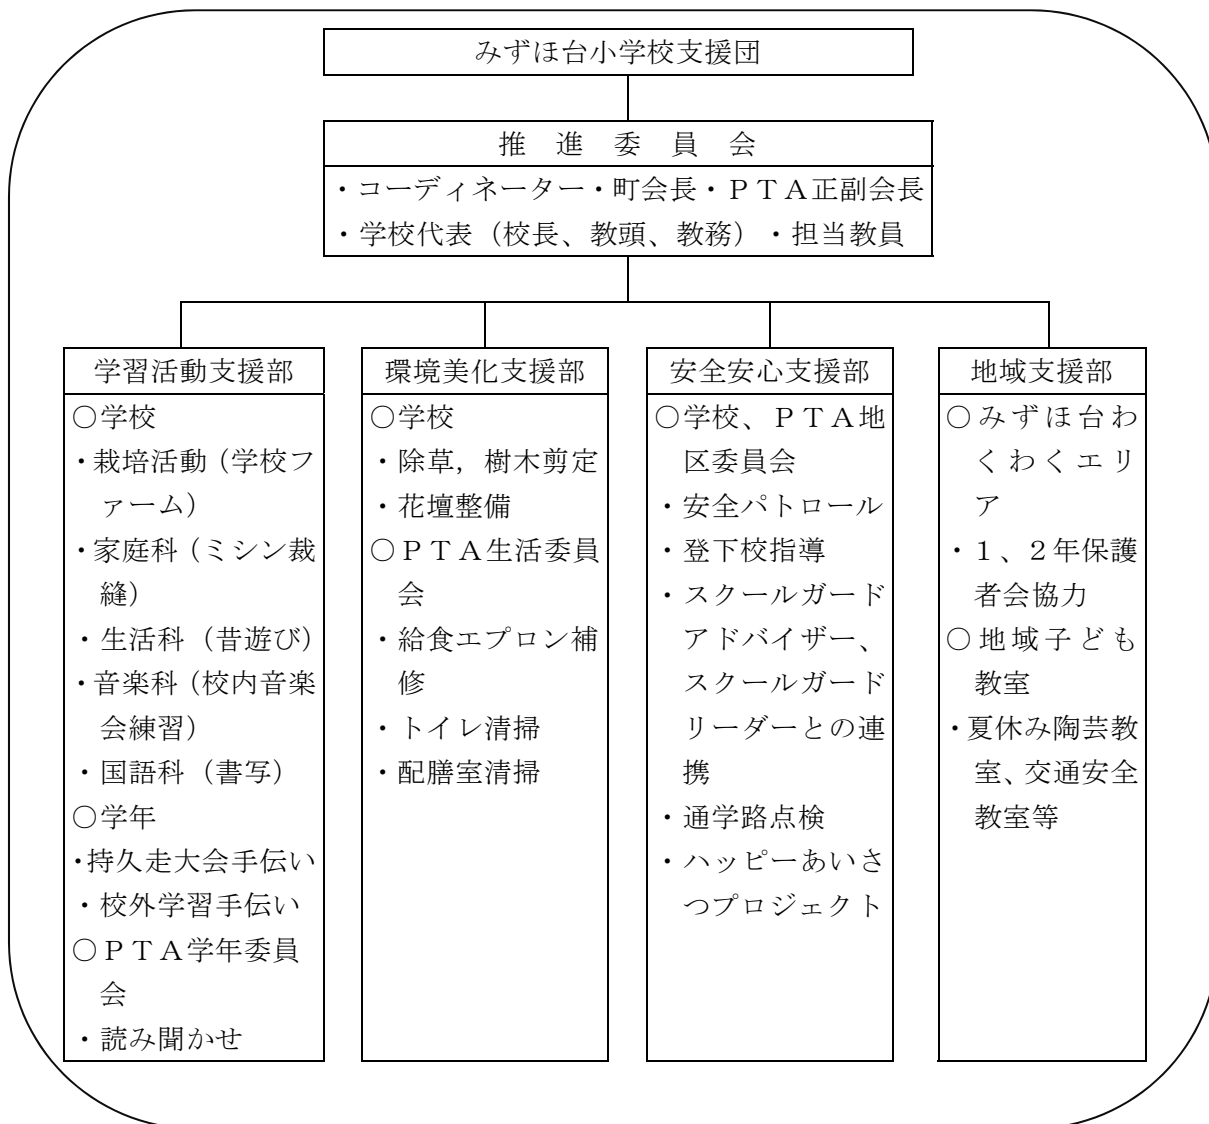 みずほ台小学校支援団
推　進　委　員　会
・コーディネーター・町会長・ＰＴＡ正副会長
・学校代表（校長、教頭、教務）・担当教員
学習活動支援部
○学校
・栽培活動（学校フ
ァーム）
・家庭科（ミシン裁
縫）
・生活科（昔遊び）
・音楽科（校内音楽
会練習）
・国語科（書写）
○学年
・持久走大会手伝い
・校外学習手伝い
○ＰＴＡ学年委員
会
・読み聞かせ
環境美化支援部
○学校
・除草，樹木剪定
・花壇整備
○ＰＴＡ生活委員
会
・給食エプロン補
修
・トイレ清掃
・配膳室清掃
安全安心支援部
○学校、ＰＴＡ地
区委員会
・安全パトロール
・登下校指導
・スクールガード
アドバイザー、
スクールガード
リーダーとの連
携
・通学路点検
・ハッピーあいさ
つプロジェクト
地域支援部
○みずほ台わ
くわくエリ
ア
・１、２年保護
者会協力
○地域子ども
教室
・夏休み陶芸教
室、交通安全
教室等